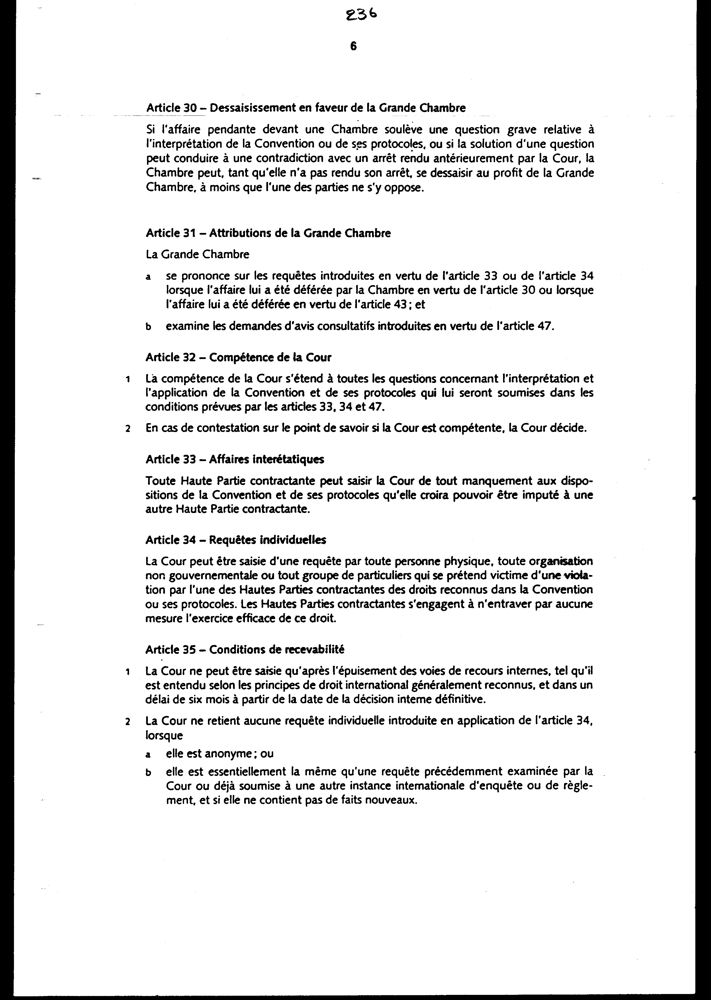 236
6
Article 30 – Dessaisissement en faveur de la Grande Chambre
Si l'affaire pendante devant une Chambre soulève une question grave relative à
l'interprétation de la Convention ou de ses protocoles, ou si la solution d'une question
peut conduire à une contradiction avec un arrêt rendu antérieurement par la Cour, la
Chambre peut, tant qu'elle n'a pas rendu son arrêt, se dessaisir au profit de la Grande
Chambre, à moins que l'une des parties ne s'y oppose.
Article 31 – Attributions de la Grande Chambre
La Grande Chambre
a se prononce sur les requêtes introduites en vertu de l'article 33 ou de l'article 34
lorsque l'affaire lui a été déférée par la Chambre en vertu de l'article 30 ou lorsque
l'affaire lui a été déférée en vertu de l'article 43 ; et
b examine les demandes d'avis consultatifs introduites en vertu de l'article 47.
Article 32 – Compétence de la Cour
1 La compétence de la Cour s'étend à toutes les questions concernant l'interprétation et
l'application de la Convention et de ses protocoles qui lui seront soumises dans les
conditions prévues par les articles 33, 34 et 47.
2 En cas de contestation sur le point de savoir si la Cour est compétente, la Cour décide.
Article 33 – Affaires interétatiques
Toute Haute Partie contractante peut saisir la Cour de tout manquement aux dispo-
sitions de la Convention et de ses protocoles qu'elle croira pouvoir être imputé à une
autre Haute Partie contractante.
Article 34 – Requêtes individuelles
La Cour peut être saisie d'une requête par toute personne physique, toute organisation
non gouvernementale ou tout groupe de particuliers qui se prétend victime d'une viola-
tion par l'une des Hautes Parties contractantes des droits reconnus dans la Convention
ou ses protocoles. Les Hautes Parties contractantes s'engagent à n'entraver par aucune
mesure l'exercice efficace de ce droit.
Article 35 – Conditions de recevabilité
1 La Cour ne peut être saisie qu'après l'épuisement des voies de recours internes, tel qu'il
est entendu selon les principes de droit international généralement reconnus, et dans un
délai de six mois à partir de la date de la décision interne définitive.
2 La Cour ne retient aucune requête individuelle introduite en application de l'article 34,
lorsque
a elle est anonyme ; ou
b elle est essentiellement la même qu'une requête précédemment examinée par la
Cour ou déjà soumise à une autre instance internationale d'enquête ou de règle-
ment, et si elle ne contient pas de faits nouveaux.